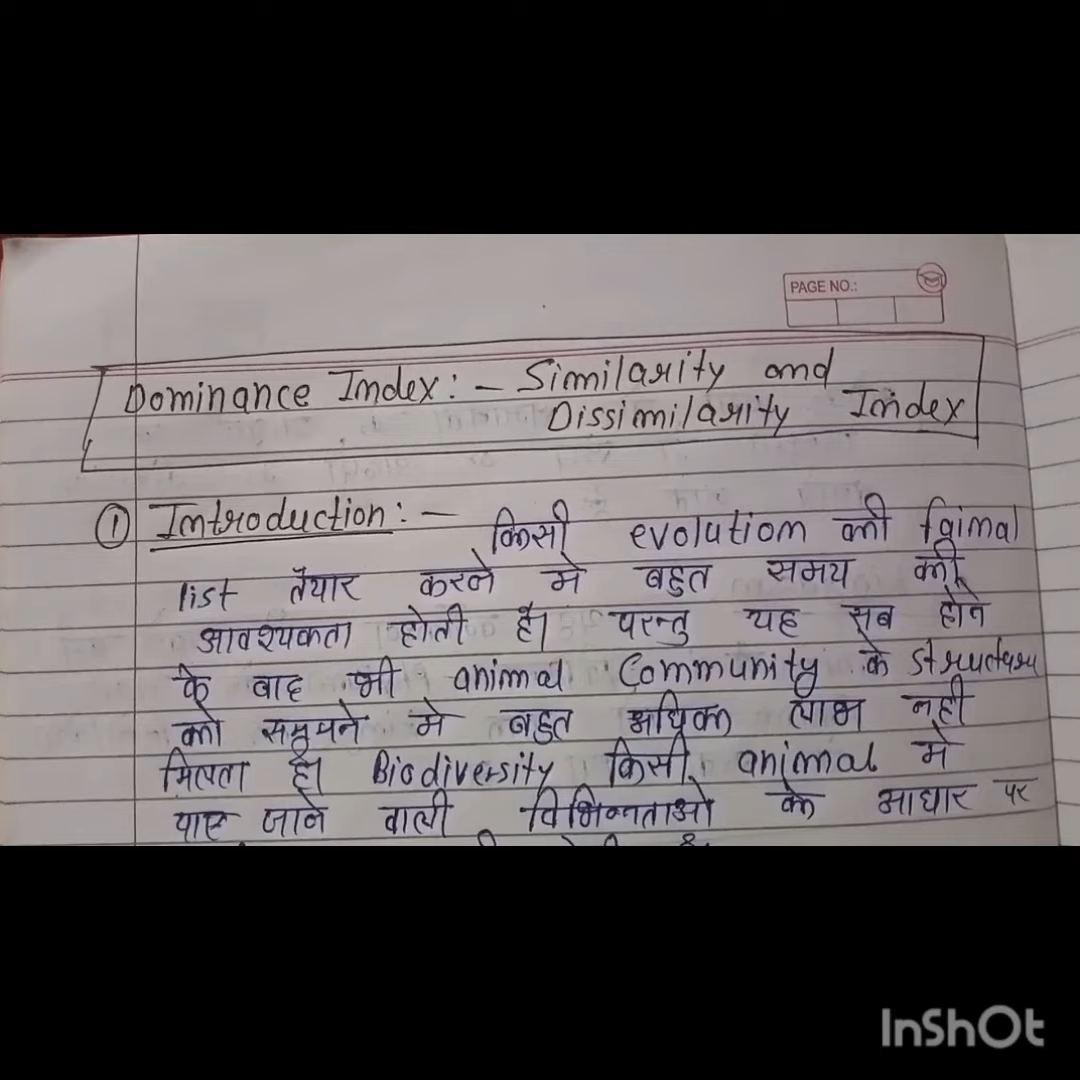 PAGE NO.:
Dominance Index: - Similarity and
Dissimilarity Index
① Introduction: - किसी evolution की faimal
list तैयार करने मे बहुत समय की
आवश्यकता होती है। परन्तु यह सब होने
के बाद भी animal Community के structure
को समझने मे बहुत अधिक लाभ नही
मिलता है। Biodiversity किसी animal मे
पाए जाने वाली विभिन्नताओ के आधार पर
InShOt